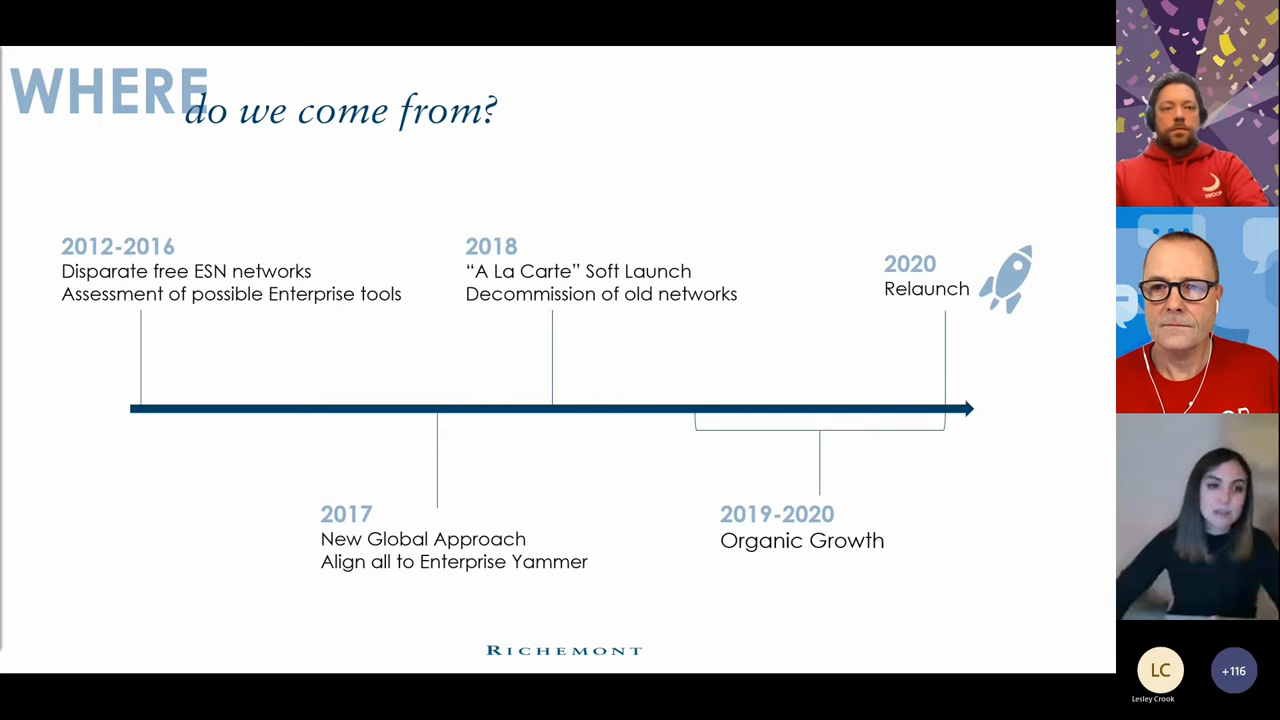 WHERE
do we come from?
2012-2016
Disparate free ESN networks
Assessment of possible Enterprise tools
2018
“A La Carte” Soft Launch
Decommission of old networks
2020
Relaunch
2017
New Global Approach
Align all to Enterprise Yammer
2019-2020
Organic Growth
RICHEMONT
SWOOP
LC
Lesley Crook
+116